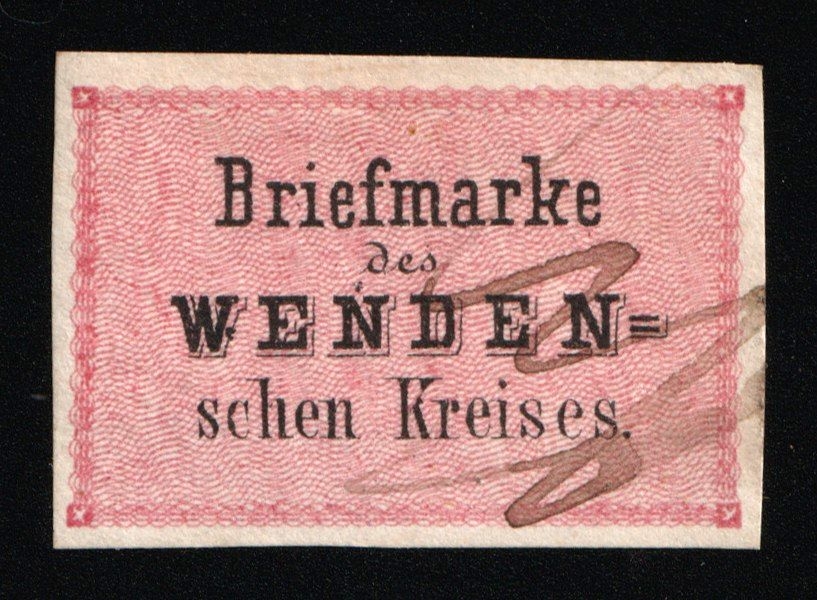 Briefmarke
des
WENDEN=
schen Kreises.